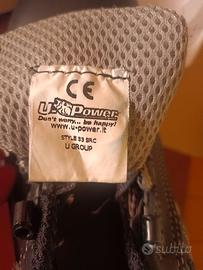 CE
U-Power
Don't worry... be happy!
www.u-power.it
STYLE S3 SRC
U GROUP
subito